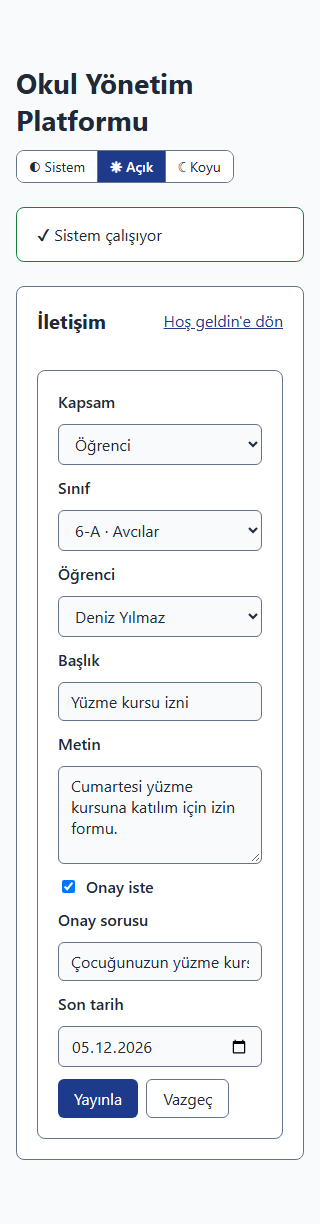 Okul Yönetim
Platformu
Sistem
Açık
Koyu
✓ Sistem çalışıyor
İletişim
Hoş geldin'e dön
Kapsam
Öğrenci
Sınıf
6-A · Avcılar
Öğrenci
Deniz Yılmaz
Başlık
Yüzme kursu izni
Metin
Cumartesi yüzme
kursuna katılım için izin
formu.
Onay iste
Onay sorusu
Çocuğunuzun yüzme kurs
Son tarih
05.12.2026
Yayınla
Vazgeç